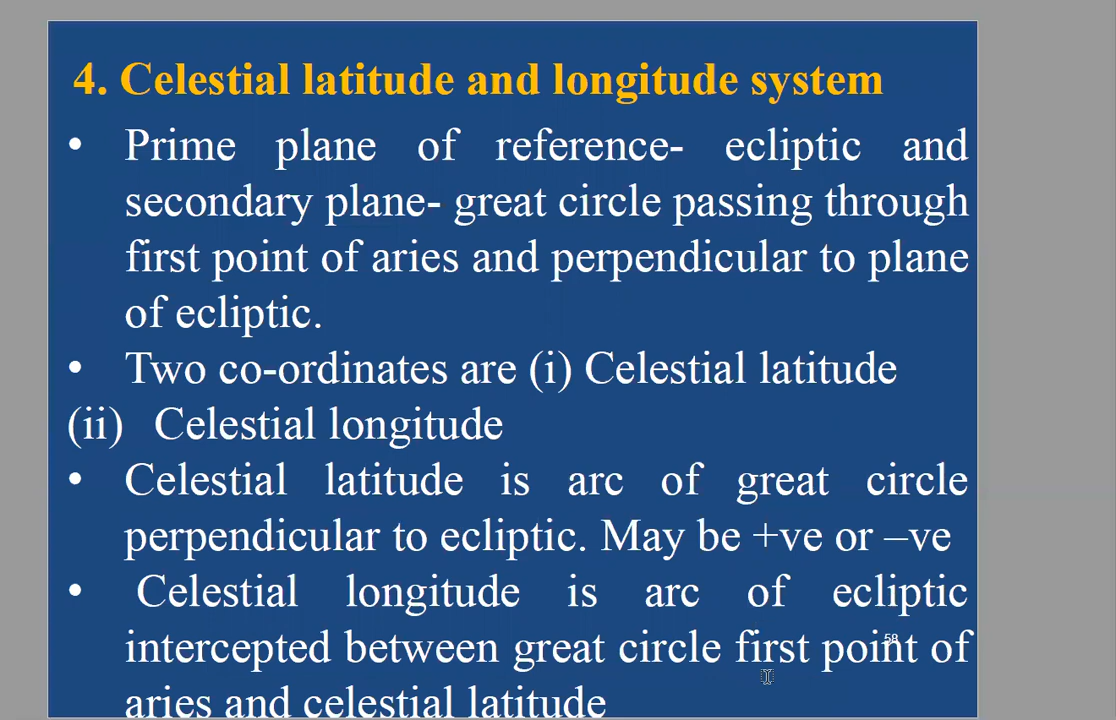 4. Celestial latitude and longitude system
• Prime plane of reference- ecliptic and
secondary plane- great circle passing through
first point of aries and perpendicular to plane
of ecliptic.
• Two co-ordinates are (i) Celestial latitude
(ii) Celestial longitude
• Celestial latitude is arc of great circle
perpendicular to ecliptic. May be +ve or –ve
• Celestial longitude is arc of ecliptic
intercepted between great circle first point of
aries and celestial latitude
58